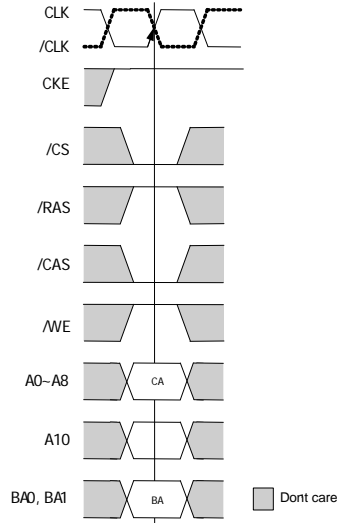 CLK
/CLK
CKE
/CS
/RAS
/CAS
/WE
A0~A8
CA
A10
BA0, BA1
BA
Dont care